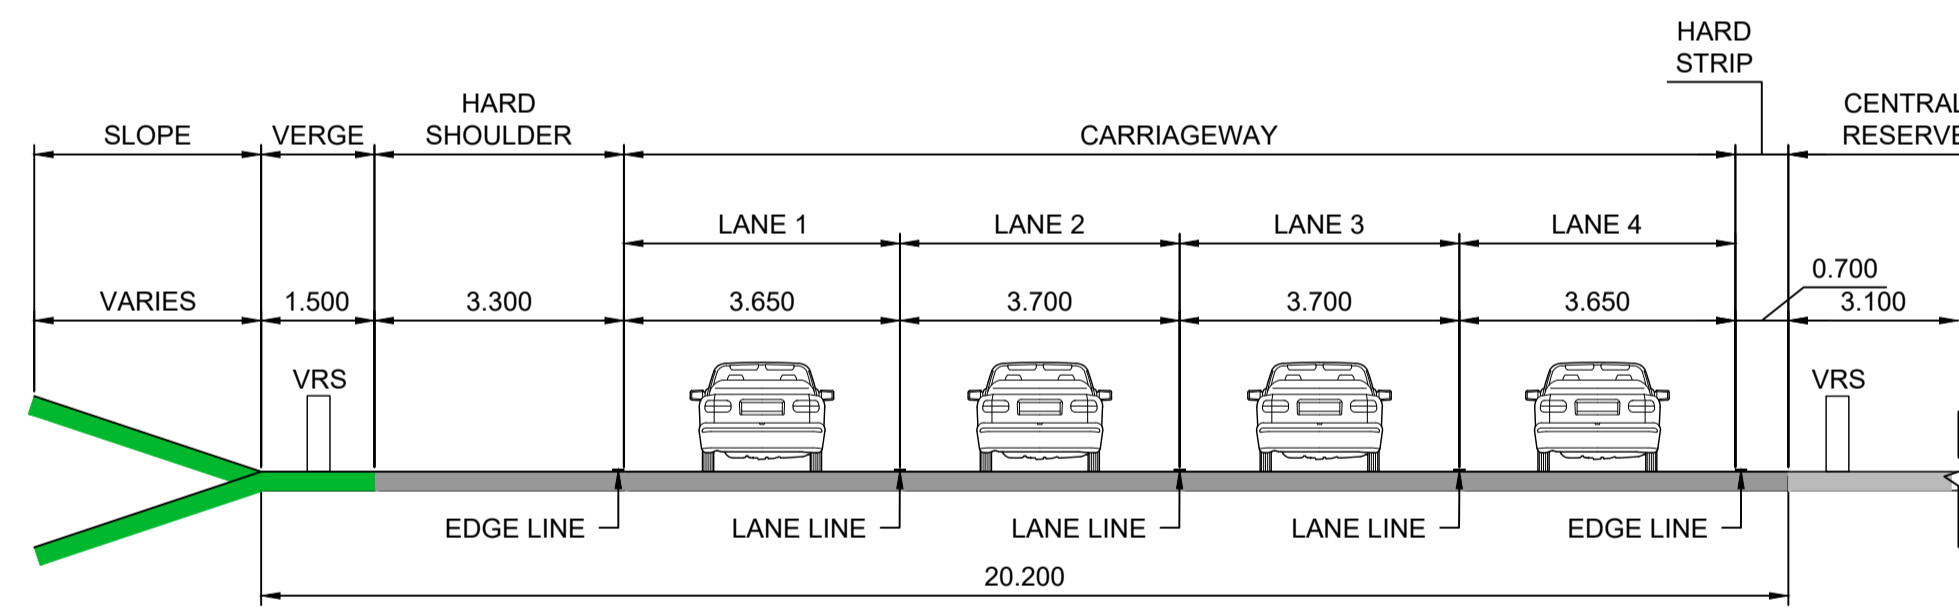 HARD
STRIP
HARD
SHOULDER
CENTRAL
RESERVE
SLOPE
VERGE
CARRIAGEWAY
LANE 1
LANE 2
LANE 3
LANE 4
0.700
VARIES
1.500
3.300
3.650
3.700
3.700
3.650
3.100
VRS
VRS
EDGE LINE
LANE LINE
LANE LINE
LANE LINE
EDGE LINE
20.200